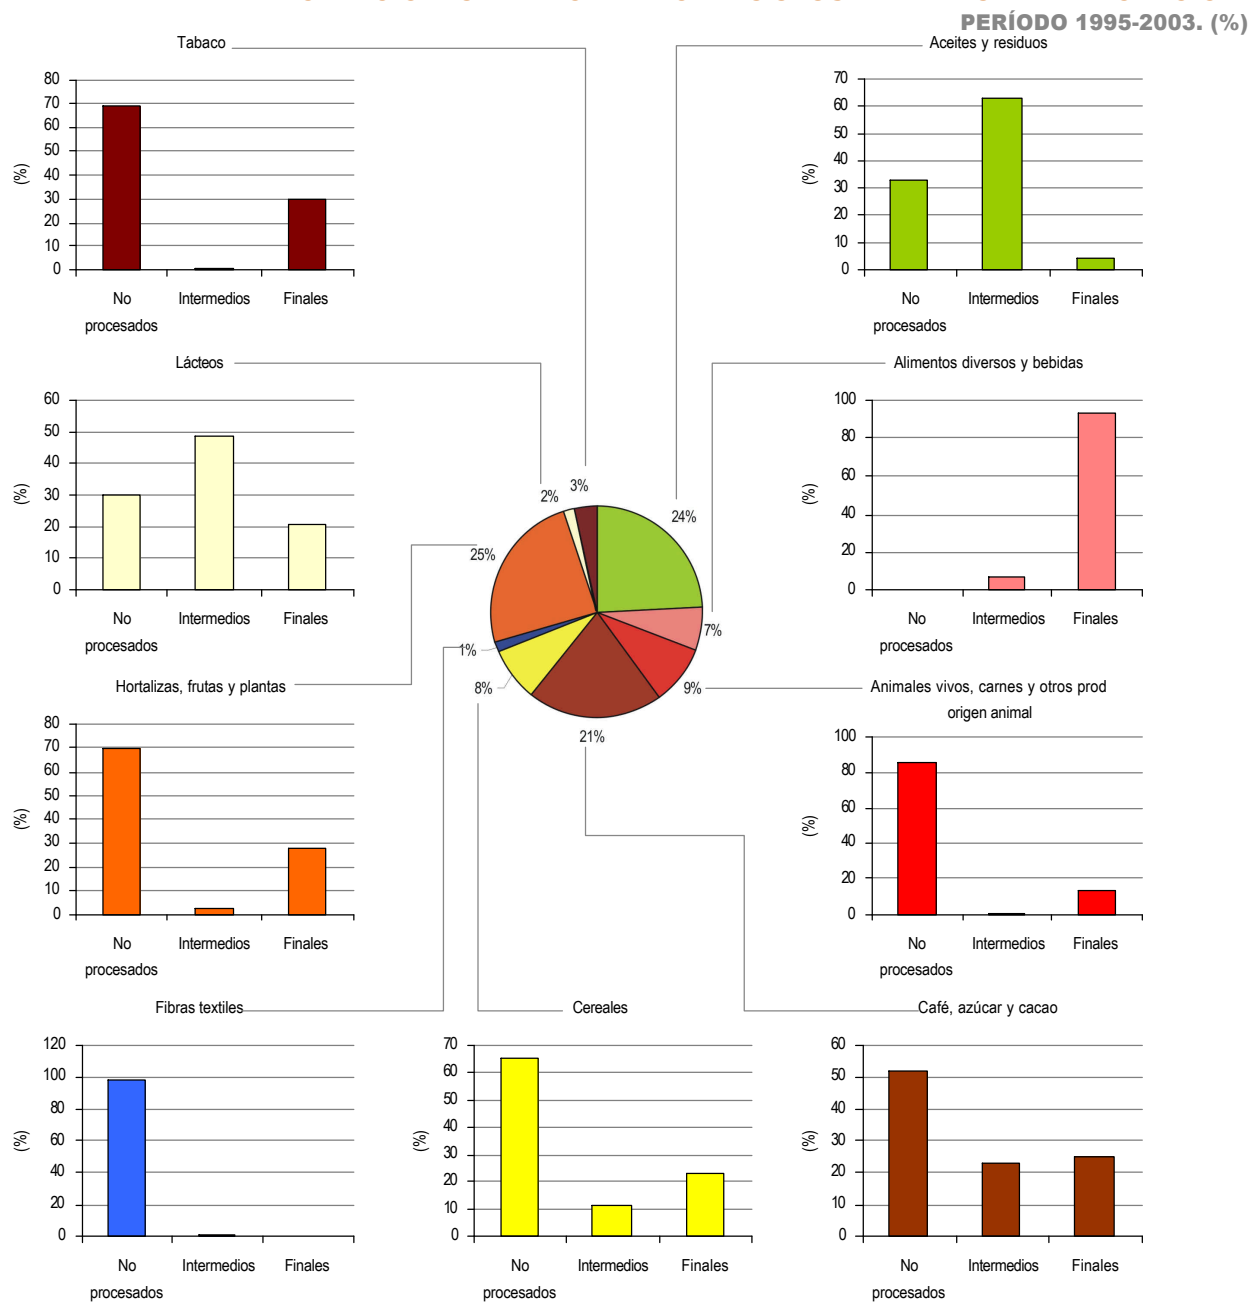 PERÍODO 1995-2003. (%)
Tabaco
80
70
60
50
40
30
20
10
0
(%)
No procesados
Intermedios
Finales
Aceites y residuos
70
60
50
40
30
20
10
0
(%)
No procesados
Intermedios
Finales
Lácteos
60
50
40
30
20
10
0
(%)
No procesados
Intermedios
Finales
Alimentos diversos y bebidas
100
80
60
40
20
0
(%)
No procesados
Intermedios
Finales
2%
3%
24%
25%
7%
1%
8%
9%
21%
Hortalizas, frutas y plantas
80
70
60
50
40
30
20
10
0
(%)
No procesados
Intermedios
Finales
Animales vivos, carnes y otros prod
origen animal
100
80
60
40
20
0
(%)
No procesados
Intermedios
Finales
Fibras textiles
120
100
80
60
40
20
0
(%)
No procesados
Intermedios
Finales
Cereales
70
60
50
40
30
20
10
0
(%)
No procesados
Intermedios
Finales
Café, azúcar y cacao
60
50
40
30
20
10
0
(%)
No procesados
Intermedios
Finales